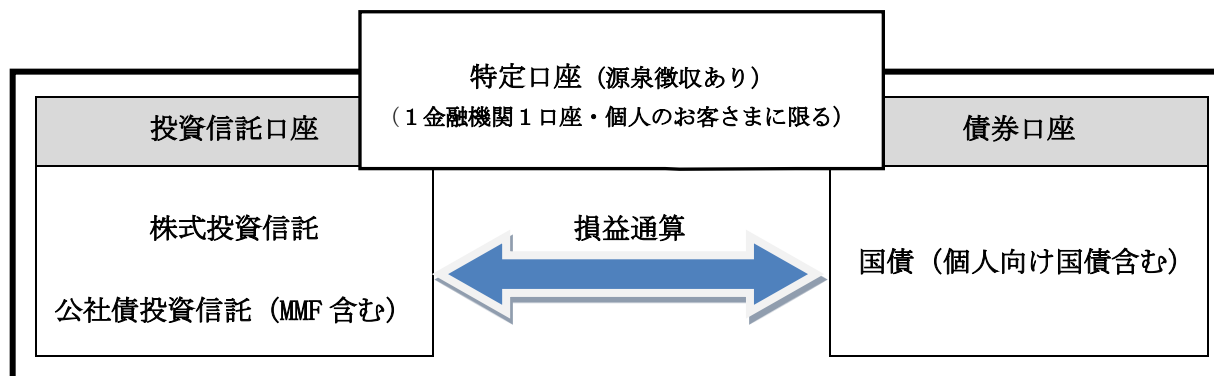 特定口座（源泉徴収あり）
（１金融機関１口座・個人のお客さまに限る）
投資信託口座
債券口座
株式投資信託
損益通算
国債（個人向け国債含む）
公社債投資信託（MMF 含む）